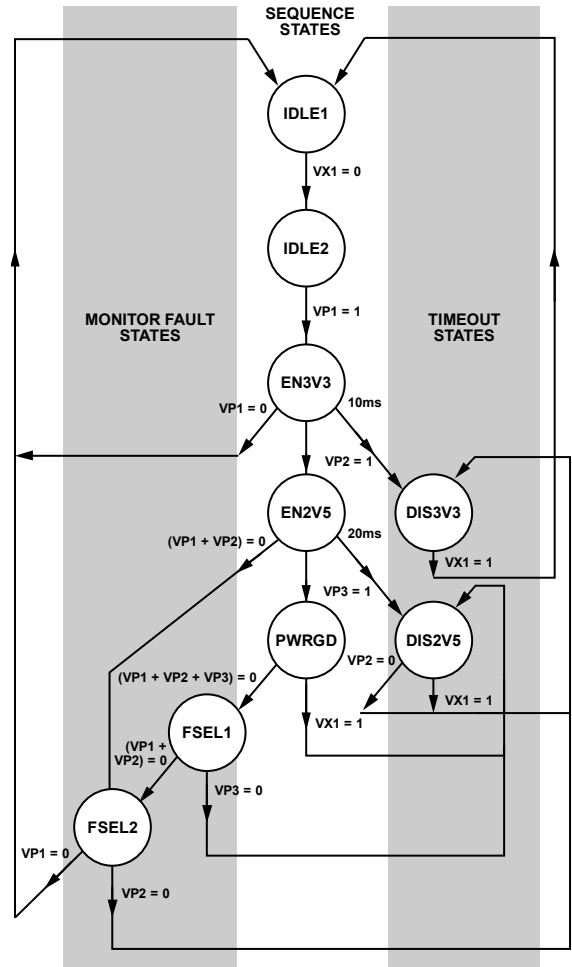 SEQUENCE
STATES
IDLE1
VX1 = 0
IDLE2
VP1 = 1
MONITOR FAULT
STATES
TIMEOUT
STATES
EN3V3
10ms
VP1 = 0
VP2 = 1
EN2V5
DIS3V3
20ms
(VP1 + VP2) = 0
VX1 = 1
VP3 = 1
PWRGD
DIS2V5
VP2 = 0
(VP1 + VP2 + VP3) = 0
VX1 = 1
VX1 = 1
FSEL1
(VP1 +
VP2) = 0
VP3 = 0
FSEL2
VP1 = 0
VP2 = 0